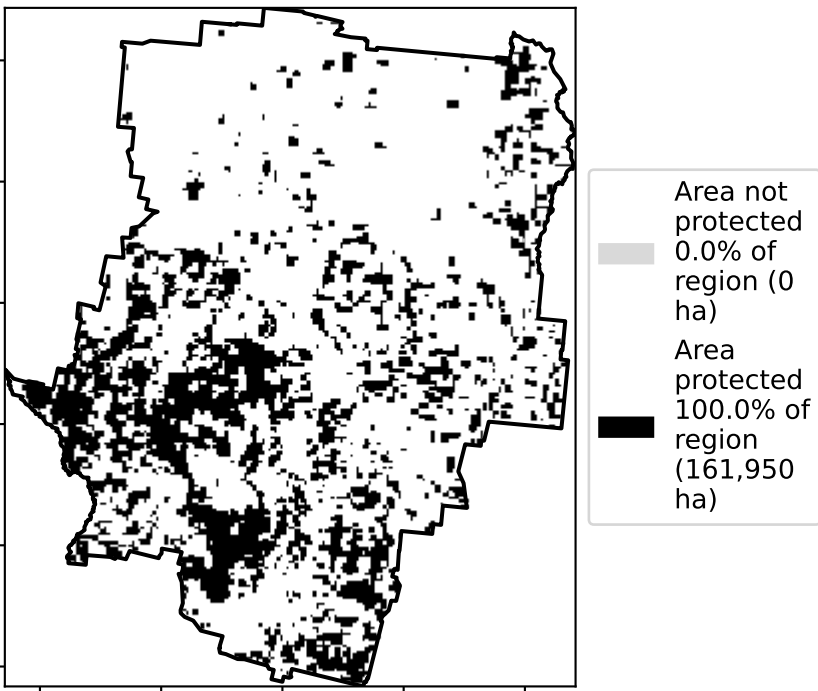 Area not
protected
0.0% of
region (0
ha)
Area
protected
100.0% of
region
(161,950
ha)